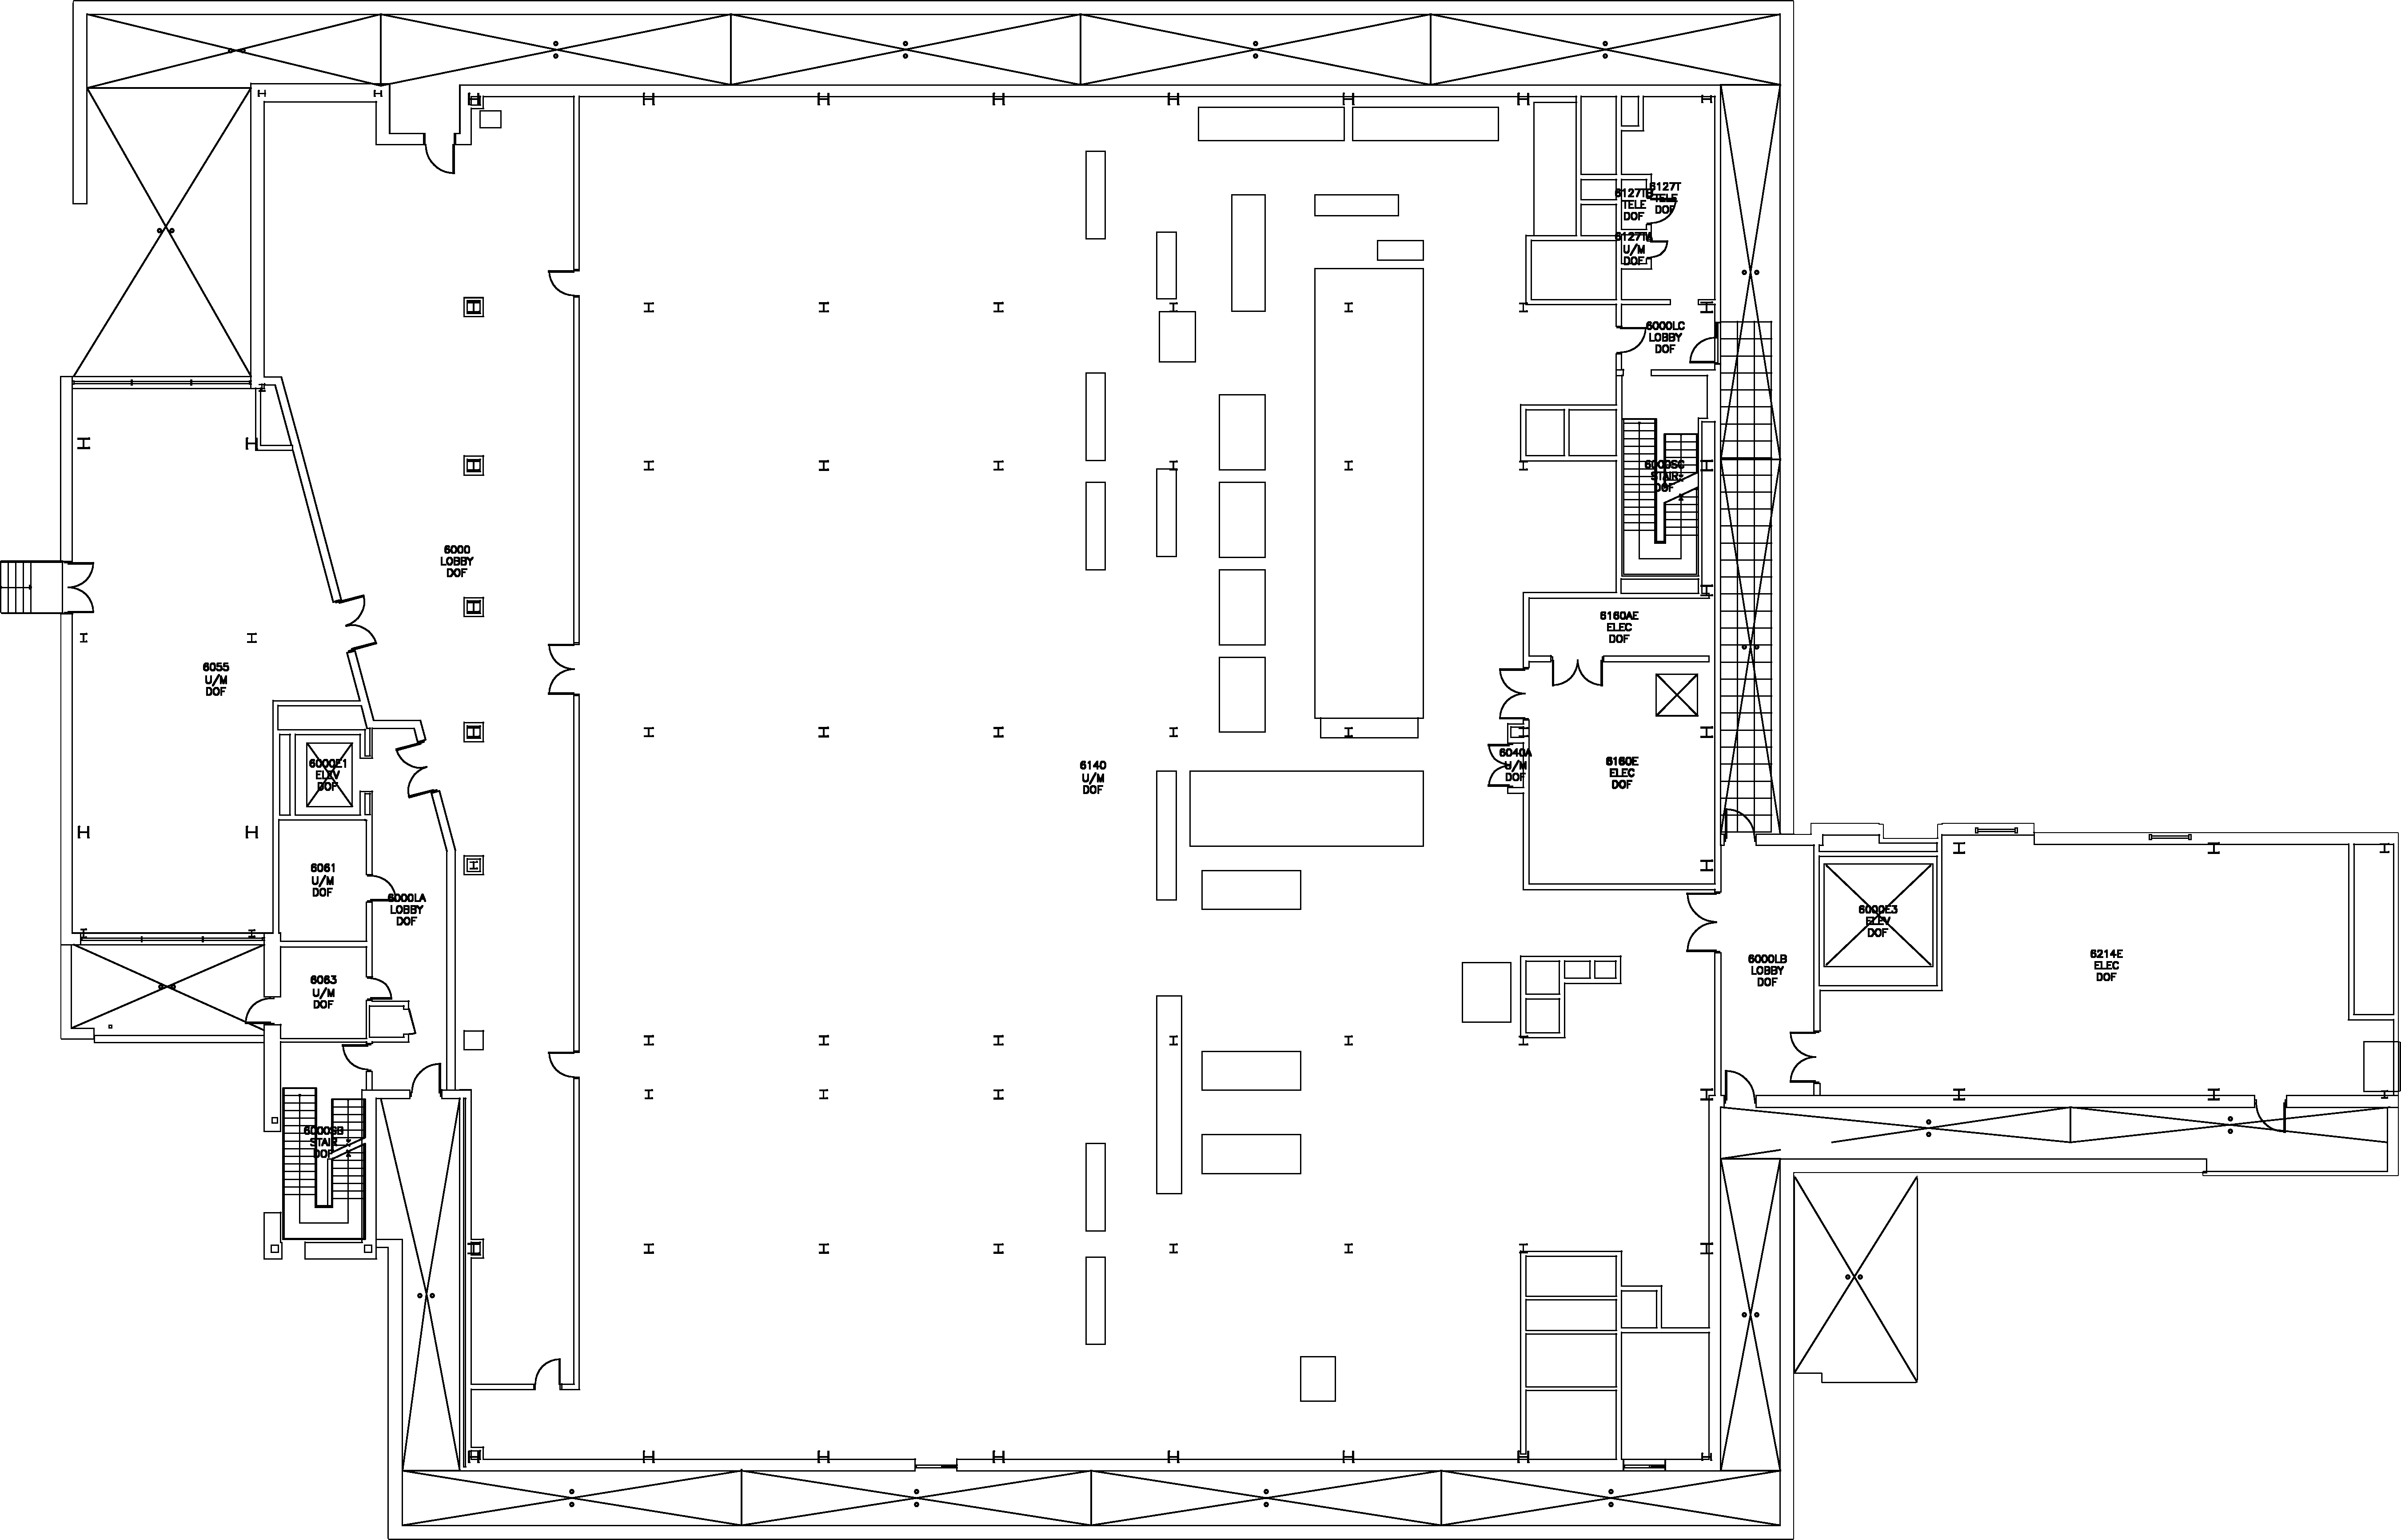 6127TB
TELE
DOF
6127T
TELE
DOF
6127TM
U/M
DOF
6000LC
LOBBY
DOF
6000SC
STAIR
DOF
6000
LOBBY
DOF
6160AE
ELEC
DOF
6055
U/M
DOF
6000E1
ELEV
DOF
6140
U/M
DOF
6040A
U/M
DOF
6160E
ELEC
DOF
6061
U/M
DOF
6000LA
LOBBY
DOF
6000E3
ELEV
DOF
6063
U/M
DOF
6000LB
LOBBY
DOF
6214E
ELEC
DOF
6000SB
STAIR
DOF